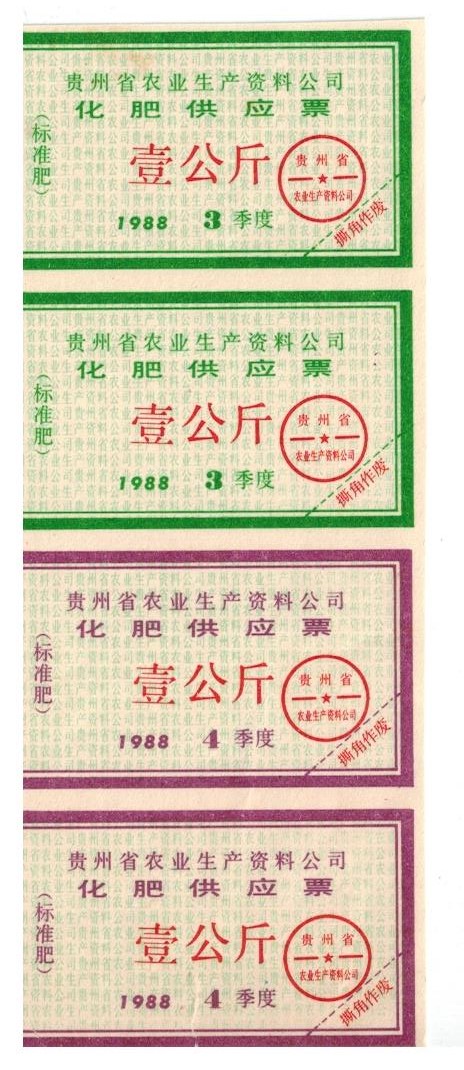 贵州省农业生产资料公司
化肥供应票
（标准肥）
壹公斤
贵州省
农业生产资料公司
1988 3 季度
撕角作废
贵州省农业生产资料公司
化肥供应票
（标准肥）
壹公斤
贵州省
农业生产资料公司
1988 3 季度
撕角作废
贵州省农业生产资料公司
化肥供应票
（标准肥）
壹公斤
贵州省
农业生产资料公司
1988 4 季度
撕角作废
贵州省农业生产资料公司
化肥供应票
（标准肥）
壹公斤
贵州省
农业生产资料公司
1988 4 季度
撕角作废